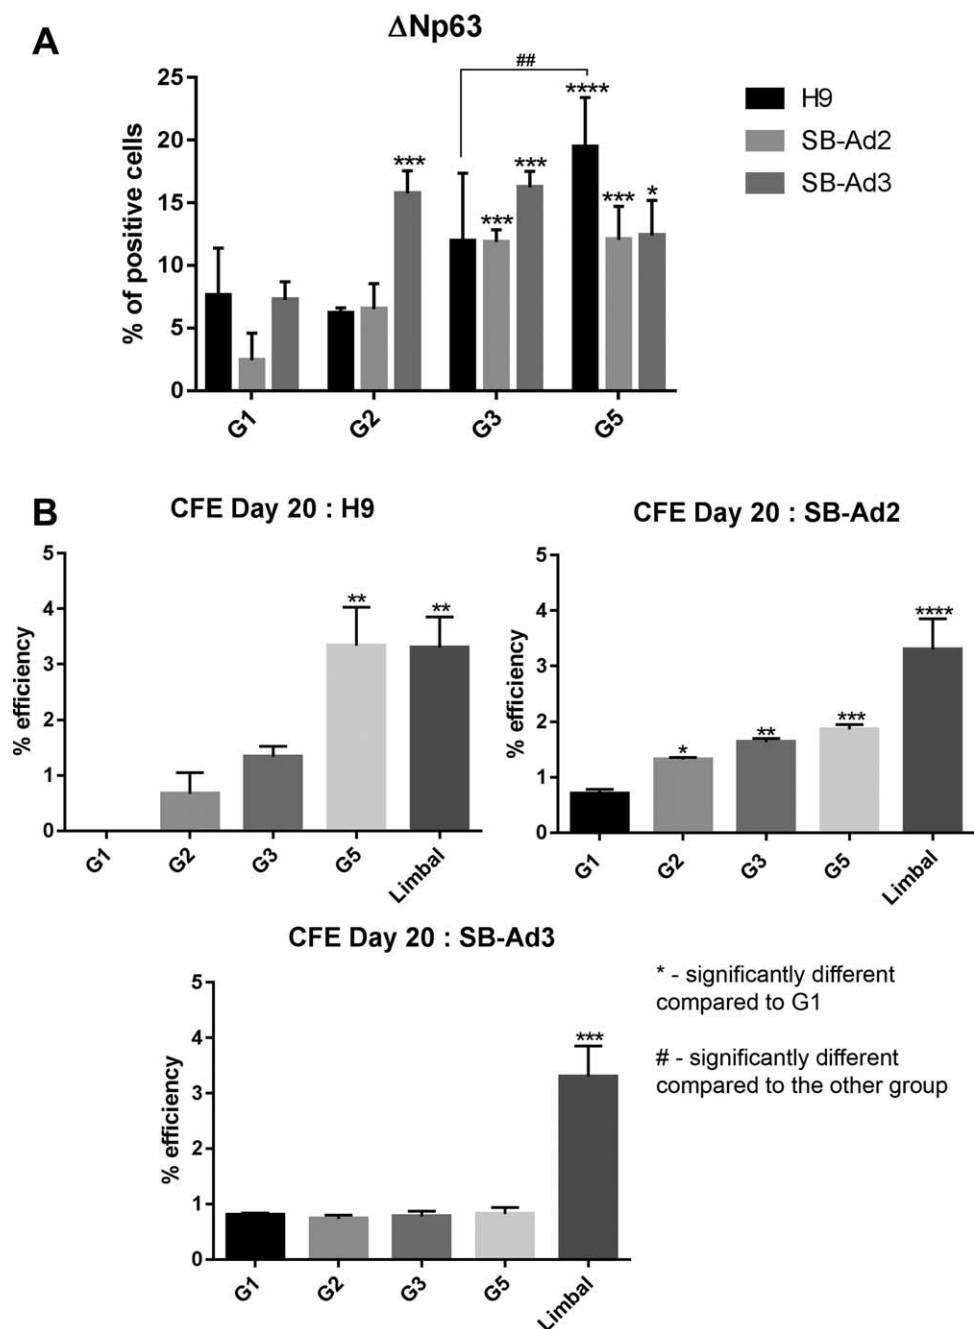 A
ΔNp63
##
****
***
***
***
***
*
25
20
15
10
5
0
% of positive cells
G1
G2
G3
G5
H9
SB-Ad2
SB-Ad3
B
CFE Day 20 : H9
5
4
3
2
1
0
% efficiency
**
**
G1
G2
G3
G5
Limbal
CFE Day 20 : SB-Ad2
5
4
3
2
1
0
% efficiency
*
**
***
****
G1
G2
G3
G5
Limbal
CFE Day 20 : SB-Ad3
5
4
3
2
1
0
% efficiency
***
G1
G2
G3
G5
Limbal
* - significantly different
compared to G1
# - significantly different
compared to the other group